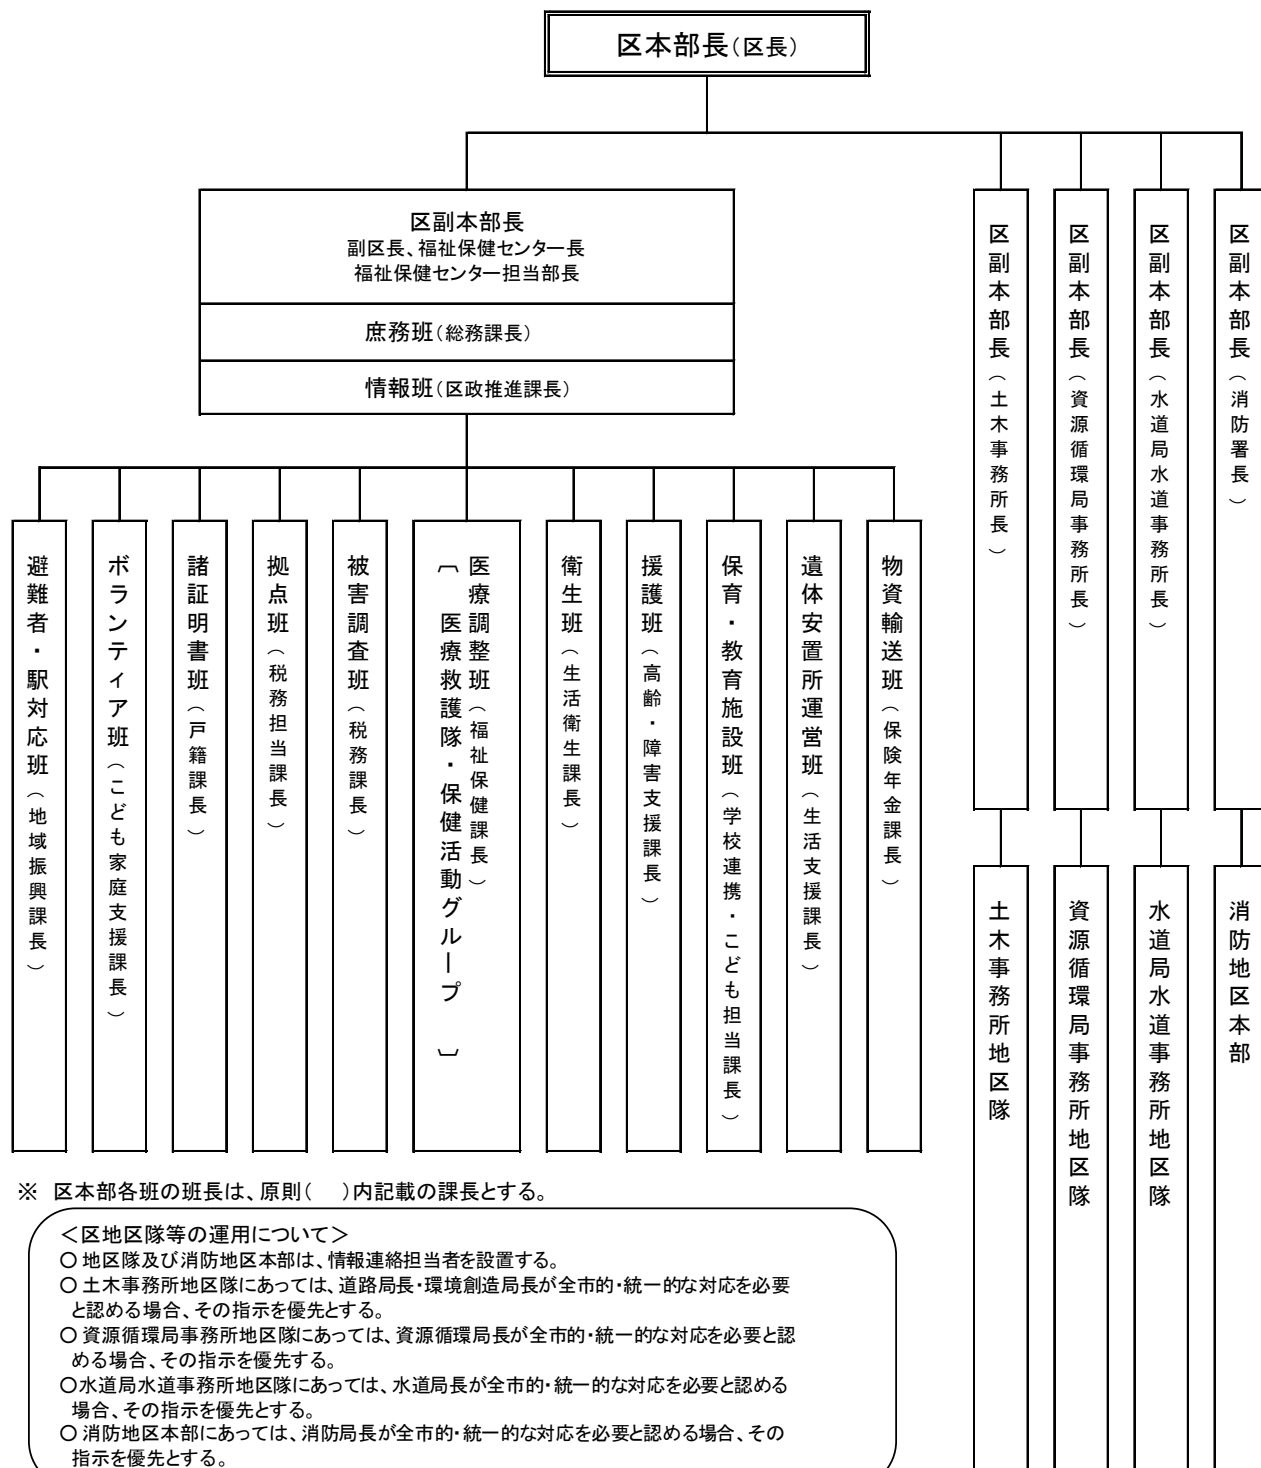 区本部長(区長)
区副本部長
副区長、福祉保健センター長
福祉保健センター担当部長
庶務班(総務課長)
情報班(区政推進課長)
区副本部長(土木事務所長)
区副本部長(資源循環局事務所長)
区副本部長(水道局水道事務所長)
区副本部長(消防署長)
避難者・駅対応班(地域振興課長)
ボランティア班(こども家庭支援課長)
諸証明書班(戸籍課長)
拠点班(税務担当課長)
被害調査班(税務課長)
医療調整班(福祉保健課長)
〔 医療救護隊・保健活動グループ 〕
衛生班(生活衛生課長)
援護班(高齢・障害支援課長)
保育・教育施設班(学校連携・こども担当課長)
遺体安置所運営班(生活支援課長)
物資輸送班(保険年金課長)
土木事務所地区隊
資源循環局事務所地区隊
水道局水道事務所地区隊
消防地区本部
※ 区本部各班の班長は、原則(  )内記載の課長とする。
<区地区隊等の運用について>
○ 地区隊及び消防地区本部は、情報連絡担当者を設置する。
○ 土木事務所地区隊にあっては、道路局長・環境創造局長が全市的・統一的な対応を必要
と認める場合、その指示を優先とする。
○ 資源循環局事務所地区隊にあっては、資源循環局長が全市的・統一的な対応を必要と認
める場合、その指示を優先する。
○水道局水道事務所地区隊にあっては、水道局長が全市的・統一的な対応を必要と認める
場合、その指示を優先とする。
○ 消防地区本部にあっては、消防局長が全市的・統一的な対応を必要と認める場合、その
指示を優先とする。